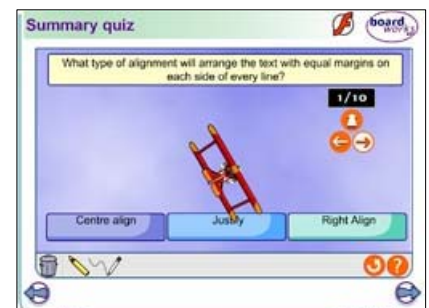 Summary quiz
board
works
What type of alignment will arrange the text with equal margins on
each side of every line?
1/10
Centre align
Justify
Right Align
?